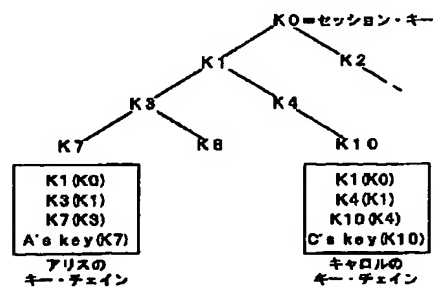 K0=セッション・キー
K1
K2
K3
K4
K7
K8
K10
K1(K0)
K3(K1)
K7(K3)
A's key(K7)
アリスの
キー・チェイン
K1(K0)
K4(K1)
K10(K4)
C's key(K10)
キャロルの
キー・チェイン